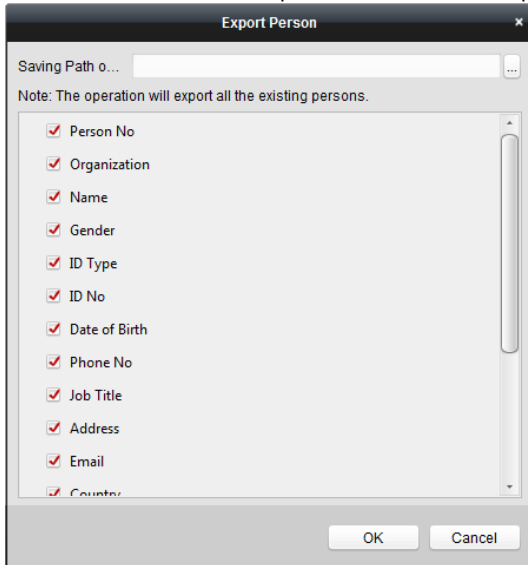 Export Person
Saving Path o...
...
Note: The operation will export all the existing persons.
Person No
Organization
Name
Gender
ID Type
ID No
Date of Birth
Phone No
Job Title
Address
Email
Country
OK Cancel